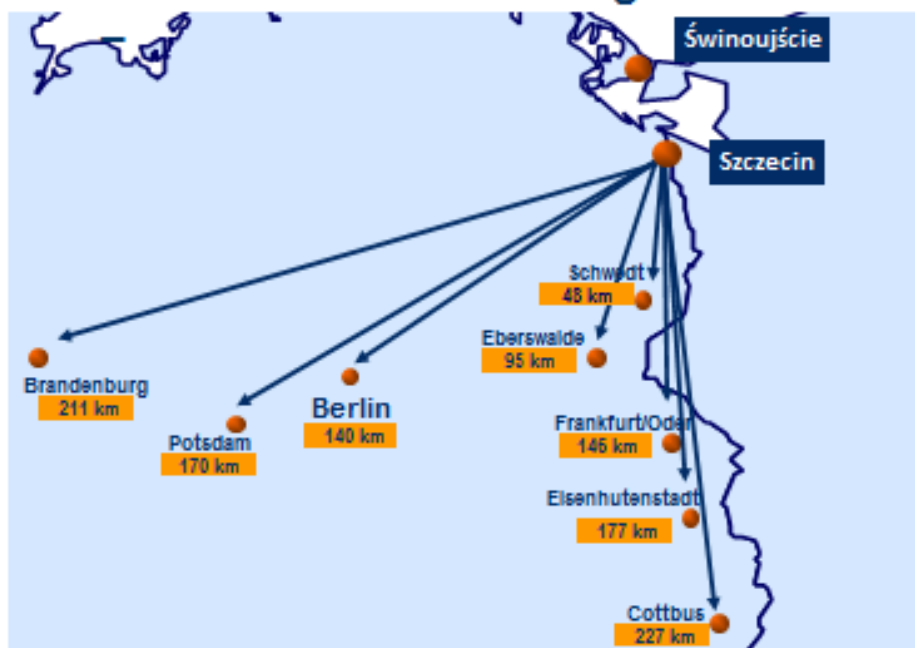 Świnoujście
Szczecin
Schwedt
48 km
Eberswalde
95 km
Brandenburg
211 km
Berlin
140 km
Potsdam
170 km
Frankfurt/Oder
146 km
Eisenhutenstadt
177 km
Cottbus
227 km